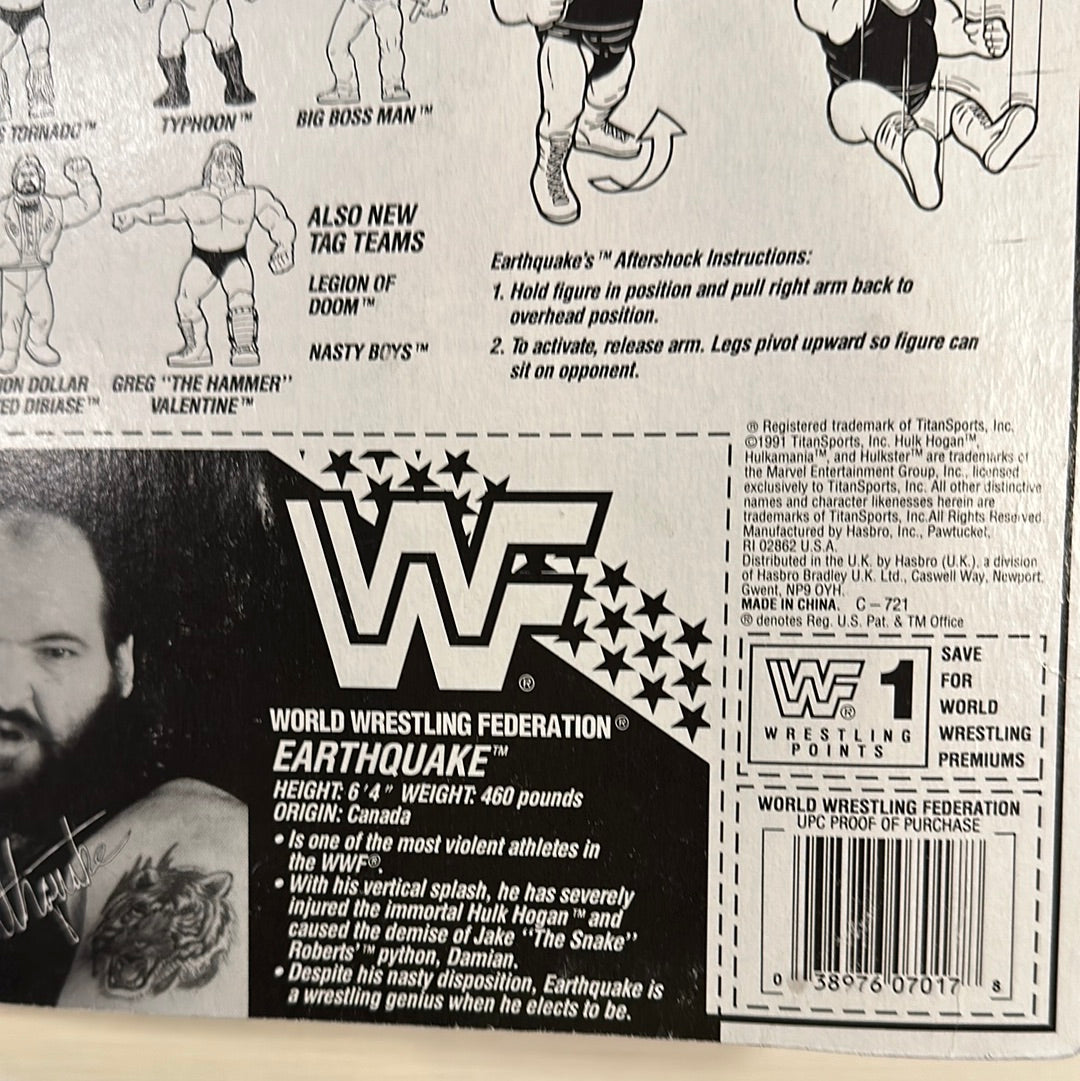 TORNADO™
TYPHOON™
BIG BOSS MAN™
ALSO NEW
TAG TEAMS
LEGION OF
DOOM™
NASTY BOYS™
DOLLAR
DIBIASE™
GREG "THE HAMMER"
VALENTINE™
Earthquake's™ Aftershock Instructions:
1. Hold figure in position and pull right arm back to
overhead position.
2. To activate, release arm. Legs pivot upward so figure can
sit on opponent.
® Registered trademark of TitanSports, Inc.
©1991 TitanSports, Inc. Hulk Hogan™,
Hulkamania™, and Hulkster™ are trademarks of
the Marvel Entertainment Group, Inc., licensed
exclusively to TitanSports, Inc. All other distinctive
names and character likenesses herein are
trademarks of TitanSports, Inc.All Rights Reserved.
Manufactured by Hasbro, Inc., Pawtucket,
RI 02862 U.S.A.
Distributed in the U.K. by Hasbro (U.K.), a division
of Hasbro Bradley U.K. Ltd., Caswell Way, Newport,
Gwent, NP9 OYH.
MADE IN CHINA. C-721
® denotes Reg. U.S. Pat. & TM Office
WWF®
WORLD WRESTLING FEDERATION®
EARTHQUAKE™
HEIGHT: 6'4" WEIGHT: 460 pounds
ORIGIN: Canada
• Is one of the most violent athletes in
the WWF®.
• With his vertical splash, he has severely
injured the immortal Hulk Hogan™ and
caused the demise of Jake "The Snake"
Roberts'™ python, Damian.
• Despite his nasty disposition, Earthquake is
a wrestling genius when he elects to be.
WWF® 1
WRESTLING
POINTS
SAVE
FOR
WORLD
WRESTLING
PREMIUMS
WORLD WRESTLING FEDERATION
UPC PROOF OF PURCHASE
0 38976 07017 8